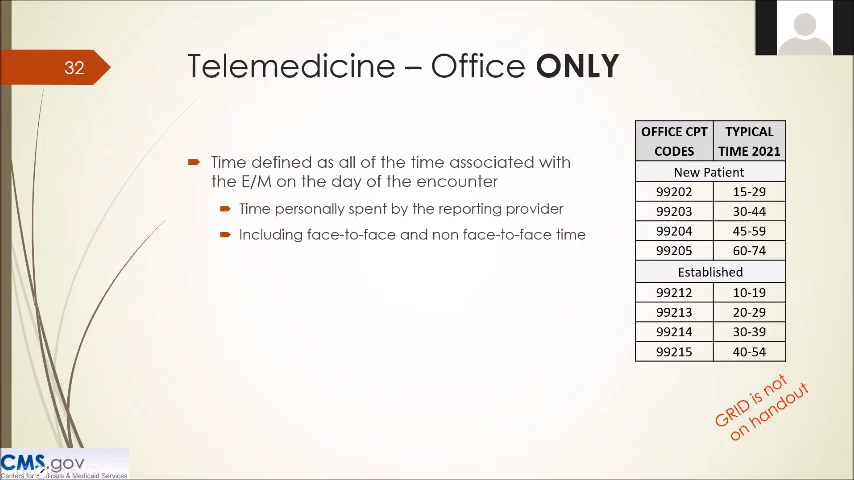 32
Telemedicine – Office ONLY
Time defined as all of the time associated with
the E/M on the day of the encounter
Time personally spent by the reporting provider
Including face-to-face and non face-to-face time
OFFICE CPT CODES TYPICAL TIME 2021
New Patient
99202 15-29
99203 30-44
99204 45-59
99205 60-74
Established
99212 10-19
99213 20-29
99214 30-39
99215 40-54
GRID is not
on handout
CMS.gov
Centers for Medicare & Medicaid Services